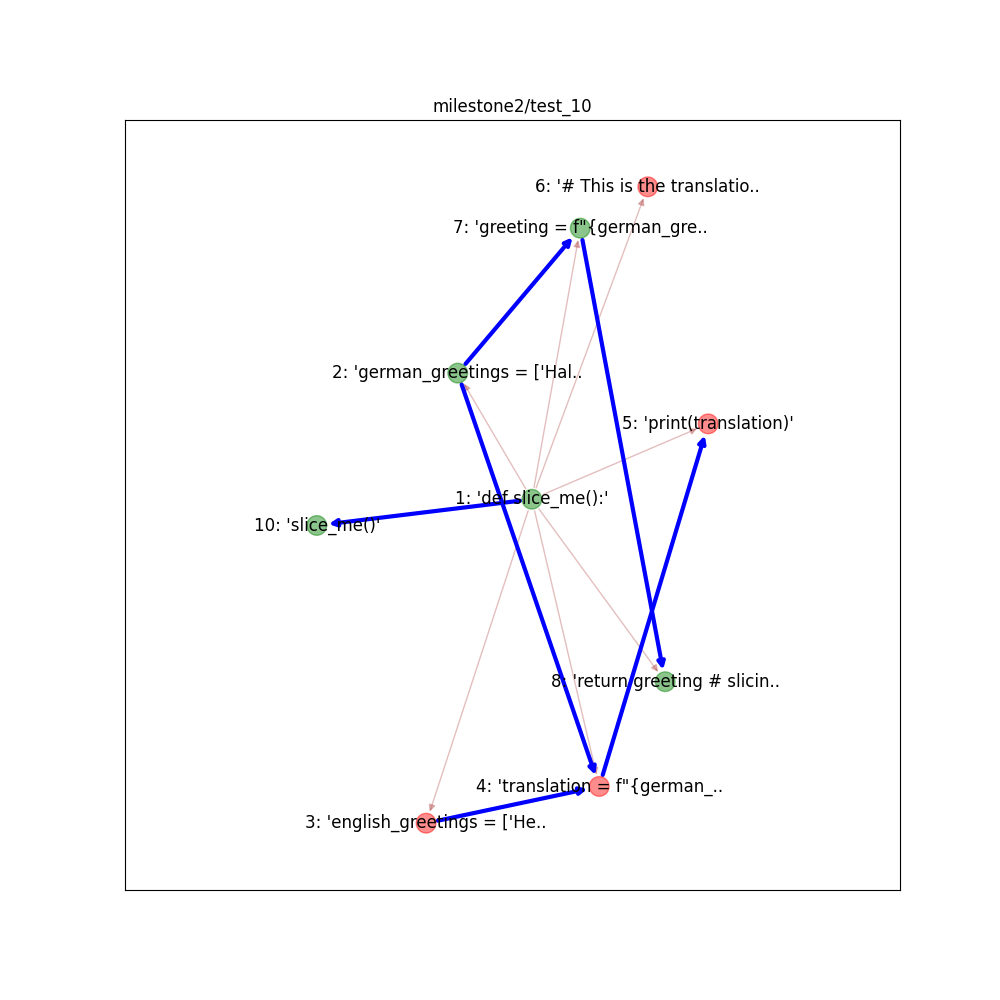 milestone2/test_10
6: '# This is the translatio..
7: 'greeting = f"{german_gre..
2: 'german_greetings = ['Hal..
5: 'print(translation)'
1: 'def slice_me():'
10: 'slice_me()'
8: 'return greeting # slicin..
4: 'translation = f"{german_..
3: 'english_greetings = ['He..